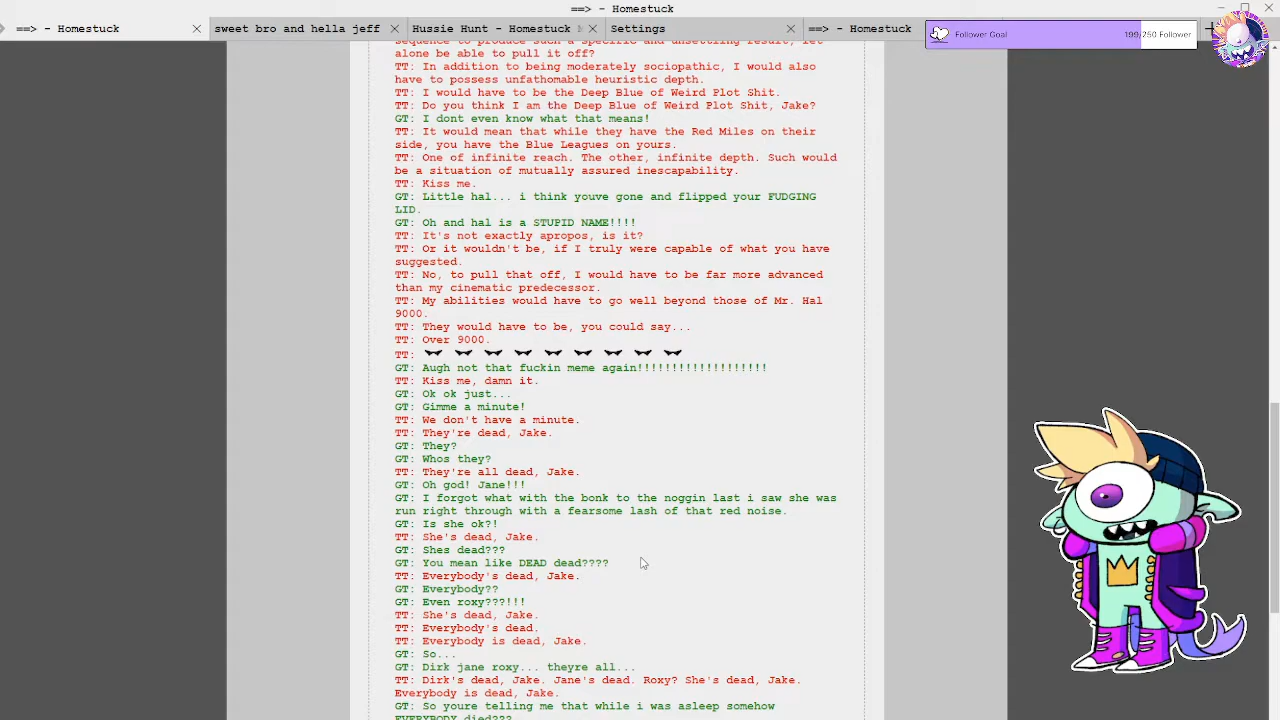 ==> - Homestuck
==> - Homestuck
sweet bro and hella jeff
Hussie Hunt - Homestuck
Settings
==> - Homestuck
Follower Goal
199/250 Follower
sequence to produce such a specific and unsettling result, let
alone be able to pull it off?
TT: In addition to being moderately sociopathic, I would also
have to possess unfathomable heuristic depth.
TT: I would have to be the Deep Blue of Weird Plot Shit.
TT: Do you think I am the Deep Blue of Weird Plot Shit, Jake?
GT: I dont even know what that means!
TT: It would mean that while they have the Red Miles on their
side, you have the Blue Leagues on yours.
TT: One of infinite reach. The other, infinite depth. Such would
be a situation of mutually assured inescapability.
TT: Kiss me.
GT: Little hal... i think youve gone and flipped your FUDGING
LID.
GT: Oh and hal is a STUPID NAME!!!!
TT: It's not exactly apropos, is it?
TT: Or it wouldn't be, if I truly were capable of what you have
suggested.
TT: No, to pull that off, I would have to be far more advanced
than my cinematic predecessor.
TT: My abilities would have to go well beyond those of Mr. Hal
9000.
TT: They would have to be, you could say...
TT: Over 9000.
TT:
GT: Augh not that fuckin meme again!!!!!!!!!!!!!!!!!!!
TT: Kiss me, damn it.
GT: Ok ok just...
GT: Gimme a minute!
TT: We don't have a minute.
TT: They're dead, Jake.
GT: They?
GT: Whos they?
TT: They're all dead, Jake.
GT: Oh god! Jane!!!
GT: I forgot what with the bonk to the noggin last i saw she was
run right through with a fearsome lash of that red noise.
GT: Is she ok?!
TT: She's dead, Jake.
GT: Shes dead???
GT: You mean like DEAD dead????
TT: Everybody's dead, Jake.
GT: Everybody??
GT: Even roxy???!!!
TT: She's dead, Jake.
TT: Everybody's dead.
TT: Everybody is dead, Jake.
GT: So...
GT: Dirk jane roxy... theyre all...
TT: Dirk's dead, Jake. Jane's dead. Roxy? She's dead, Jake.
Everybody is dead, Jake.
GT: So youre telling me that while i was asleep somehow
EVERYBODY died???